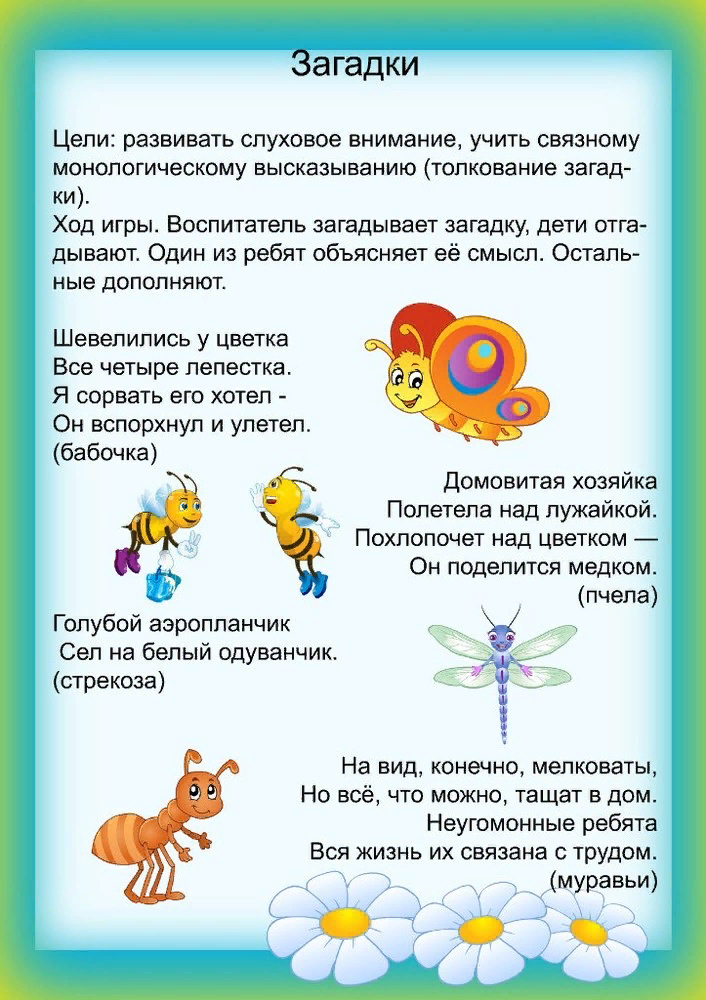 Загадки
Цели: развивать слуховое внимание, учить связному
монологическому высказыванию (толкование загад-
ки).
Ход игры. Воспитатель загадывает загадку, дети отга-
дывают. Один из ребят объясняет её смысл. Осталь-
ные дополняют.
Шевелились у цветка
Все четыре лепестка.
Я сорвать его хотел -
Он вспорхнул и улетел.
(бабочка)
Домовитая хозяйка
Полетела над лужайкой.
Похлопочет над цветком —
Он поделится медком.
(пчела)
Голубой аэропланчик
Сел на белый одуванчик.
(стрекоза)
На вид, конечно, мелковаты,
Но всё, что можно, тащат в дом.
Неугомонные ребята
Вся жизнь их связана с трудом.
(муравьи)